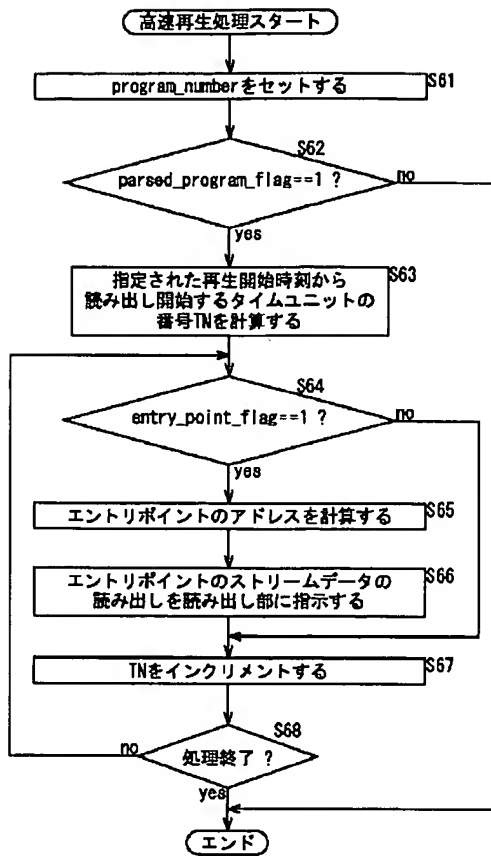 高速再生処理スタート
program_numberをセットする
S61
S62
parsed_program_flag==1 ?
no
yes
指定された再生開始時刻から
読み出し開始するタイムユニットの
番号TNを計算する
S63
S64
entry_point_flag==1 ?
no
yes
エントリポイントのアドレスを計算する
S65
エントリポイントのストリームデータの
読み出しを読み出し部に指示する
S66
TNをインクリメントする
S67
S68
処理終了 ?
no
yes
エンド